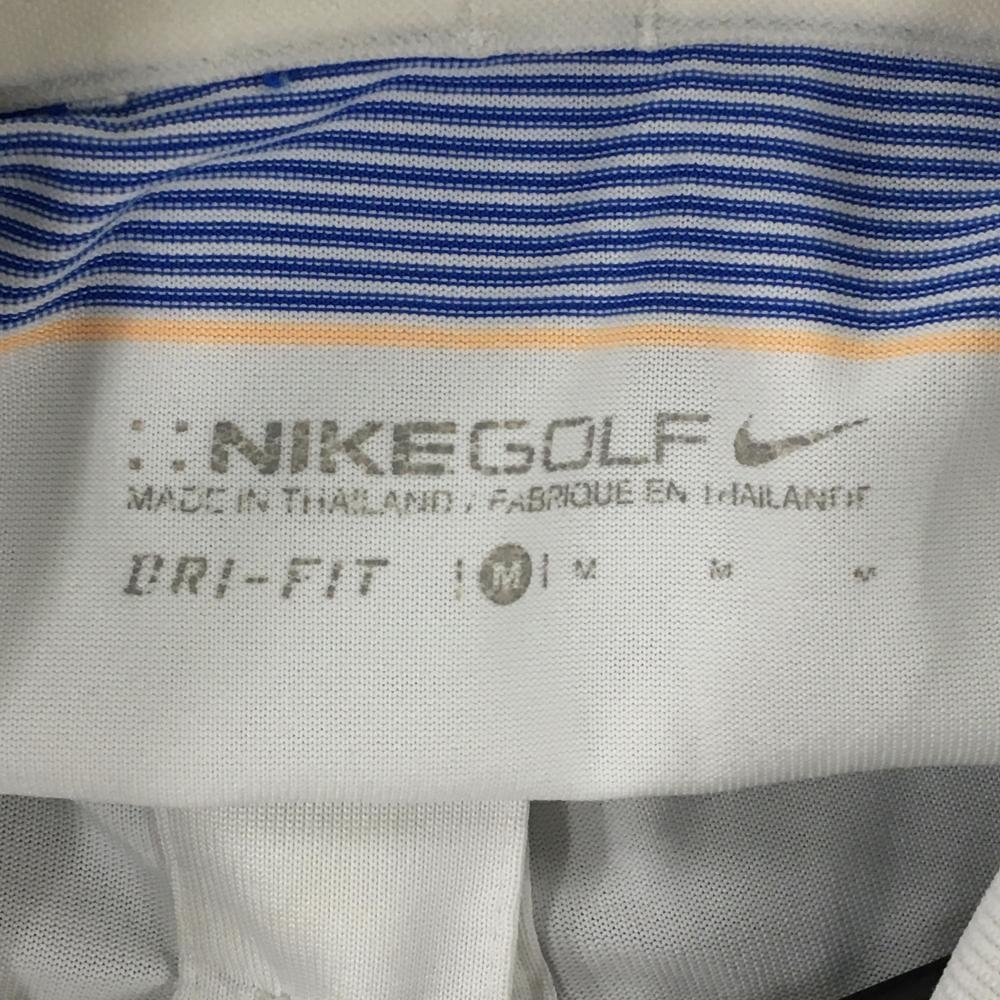 NIKEGOLF
MADE IN THAILAND / FABRIQUE EN THAILANDE
DRI-FIT | M | M M M